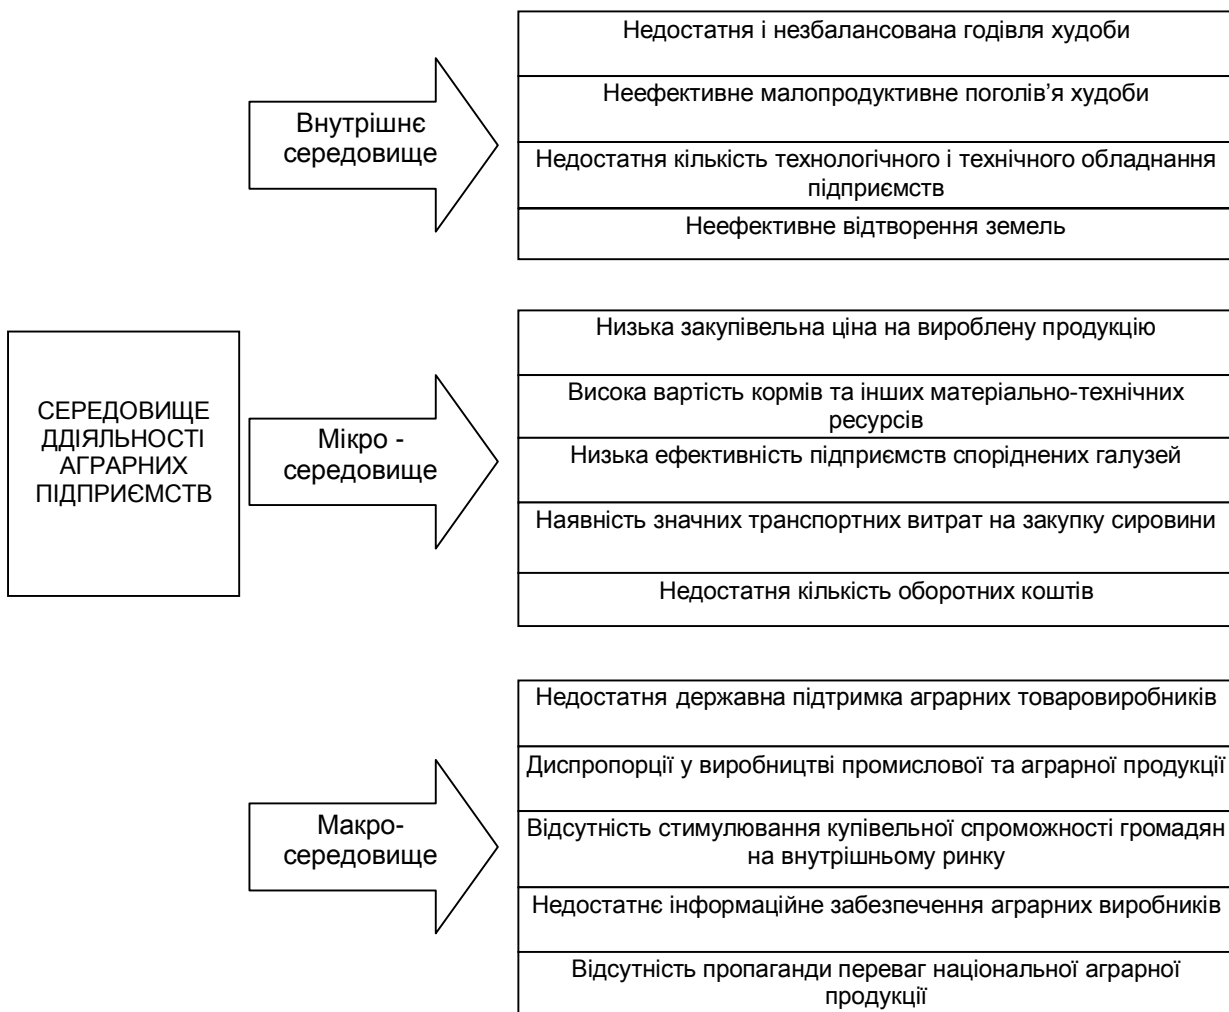 СЕРЕДОВИЩЕ
ДДІЯЛЬНОСТІ
АГРАРНИХ
ПІДПРИЄМСТВ
Внутрішнє
середовище
Недостатня і незбалансована годівля худоби
Неефективне малопродуктивне поголів’я худоби
Недостатня кількість технологічного і технічного обладнання
підприємств
Неефективне відтворення земель
Мікро -
середовище
Низька закупівельна ціна на вироблену продукцію
Висока вартість кормів та інших матеріально-технічних
ресурсів
Низька ефективність підприємств споріднених галузей
Наявність значних транспортних витрат на закупку сировини
Недостатня кількість оборотних коштів
Макро-
середовище
Недостатня державна підтримка аграрних товаровиробників
Диспропорції у виробництві промислової та аграрної продукції
Відсутність стимулювання купівельної спроможності громадян
на внутрішньому ринку
Недостатнє інформаційне забезпечення аграрних виробників
Відсутність пропаганди переваг національної аграрної
продукції